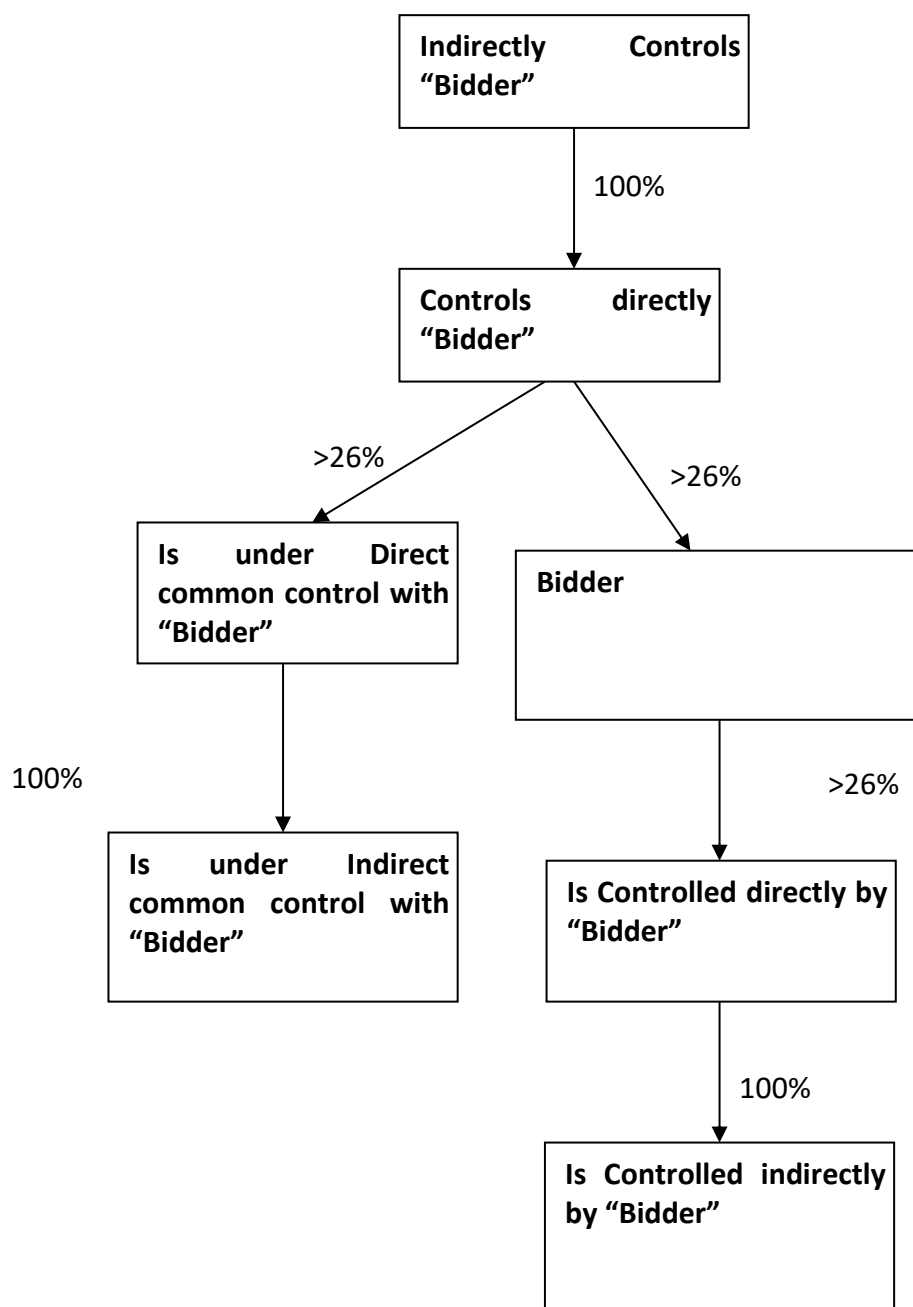 Indirectly Controls
“Bidder”
100%
Controls directly
“Bidder”
>26%
>26%
Is under Direct
common control with
“Bidder”
Bidder
100%
>26%
Is under Indirect
common control with
“Bidder”
Is Controlled directly by
“Bidder”
100%
Is Controlled indirectly
by “Bidder”